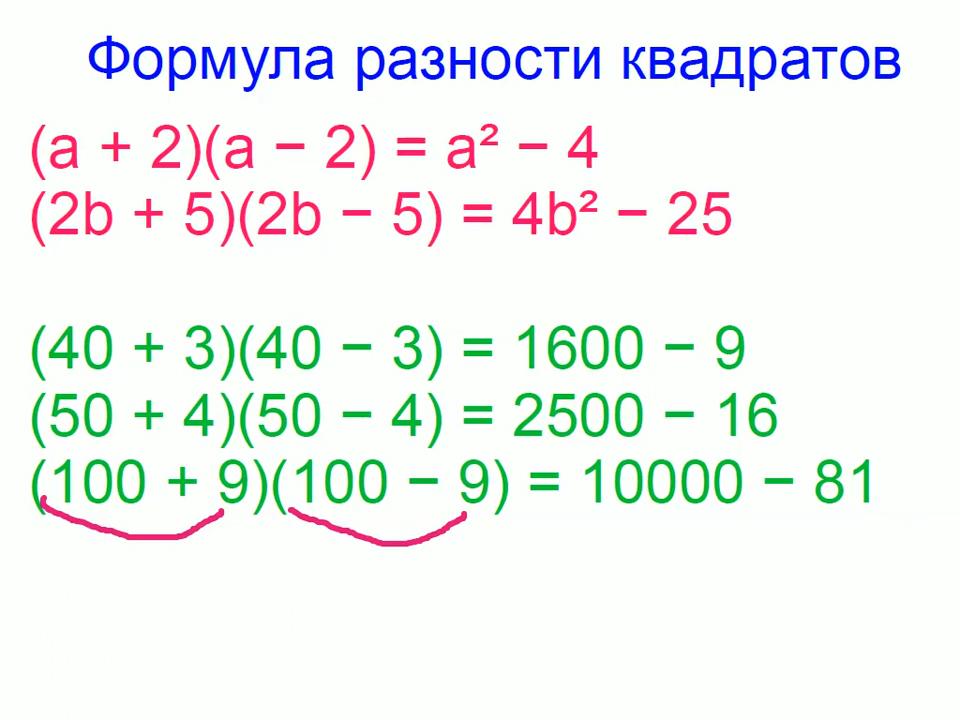 Формула разности квадратов
(a + 2)(a − 2) = a² − 4
(2b + 5)(2b − 5) = 4b² − 25
(40 + 3)(40 − 3) = 1600 − 9
(50 + 4)(50 − 4) = 2500 − 16
(100 + 9)(100 − 9) = 10000 − 81